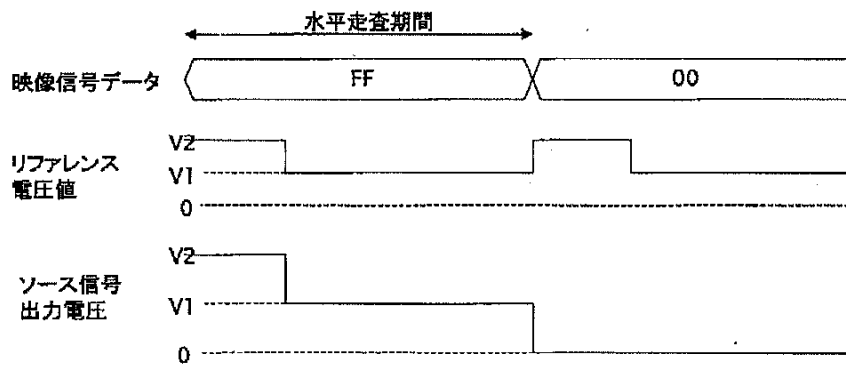 水平走査期間
映像信号データ
FF
00
リファレンス
電圧値
V2
V1
0
ソース信号
出力電圧
V2
V1
0